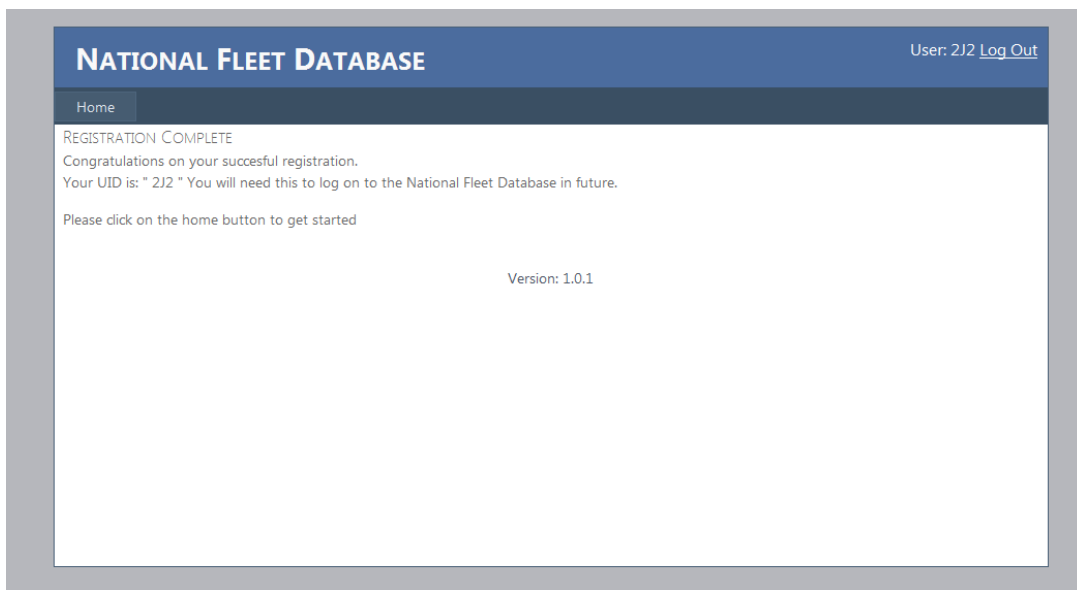 NATIONAL FLEET DATABASE
User: 2J2 Log Out
Home
REGISTRATION COMPLETE
Congratulations on your succesful registration.
Your UID is: " 2J2 " You will need this to log on to the National Fleet Database in future.
Please click on the home button to get started
Version: 1.0.1